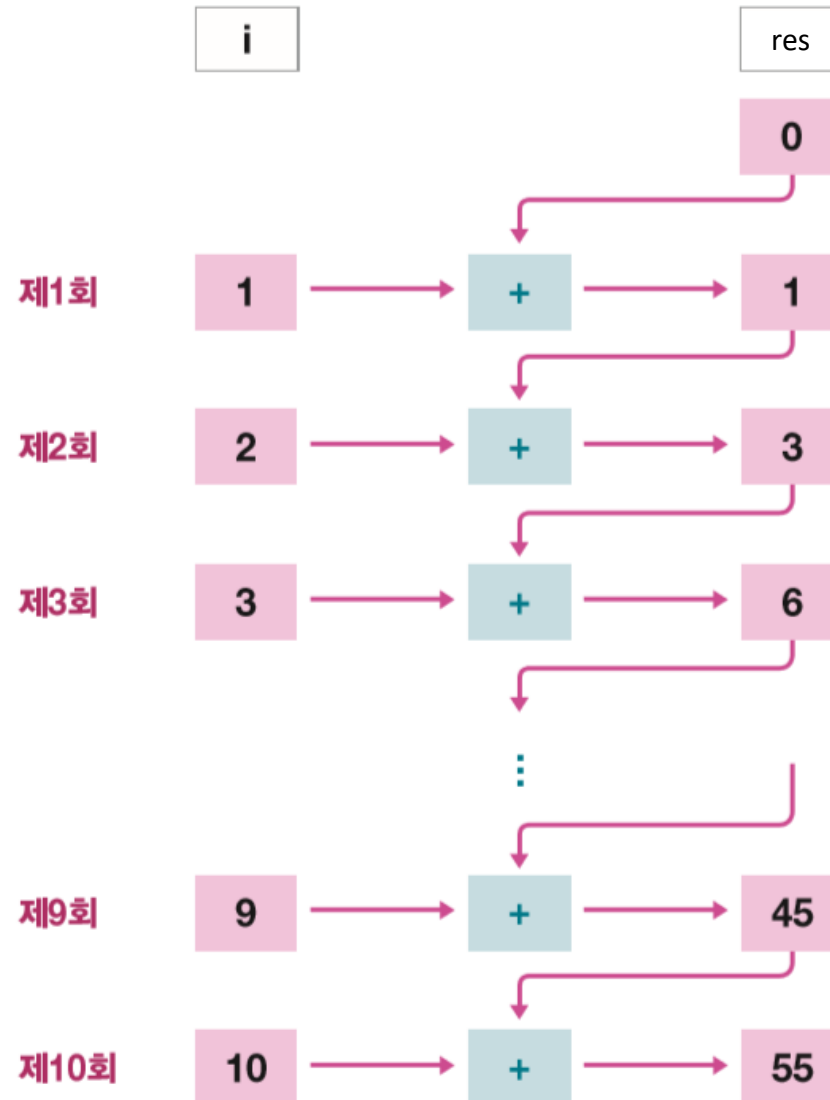 i res
0
제1회 1 + 1
제2회 2 + 3
제3회 3 + 6
⋮
제9회 9 + 45
제10회 10 + 55